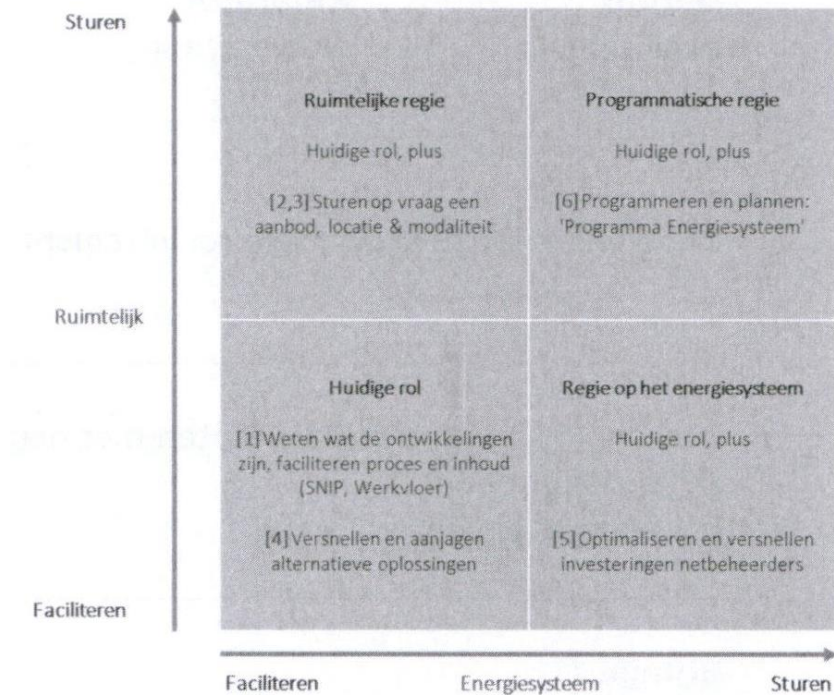 Sturen
Ruimtelijke regie
Huidige rol, plus
[2,3] Sturen op vraag een
aanbod, locatie & modaliteit
Programmatische regie
Huidige rol, plus
[6] Programmeren en plannen:
'Programma Energiesysteem'
Ruimtelijk
Huidige rol
[1] Weten wat de ontwikkelingen
zijn, faciliteren proces en inhoud
(SNIP, Werkvloer)
[4] Versnellen en aanjagen
alternatieve oplossingen
Regie op het energiesysteem
Huidige rol, plus
[5] Optimaliseren en versnellen
investeringen netbeheerders
Faciliteren
Faciliteren
Energiesysteem
Sturen